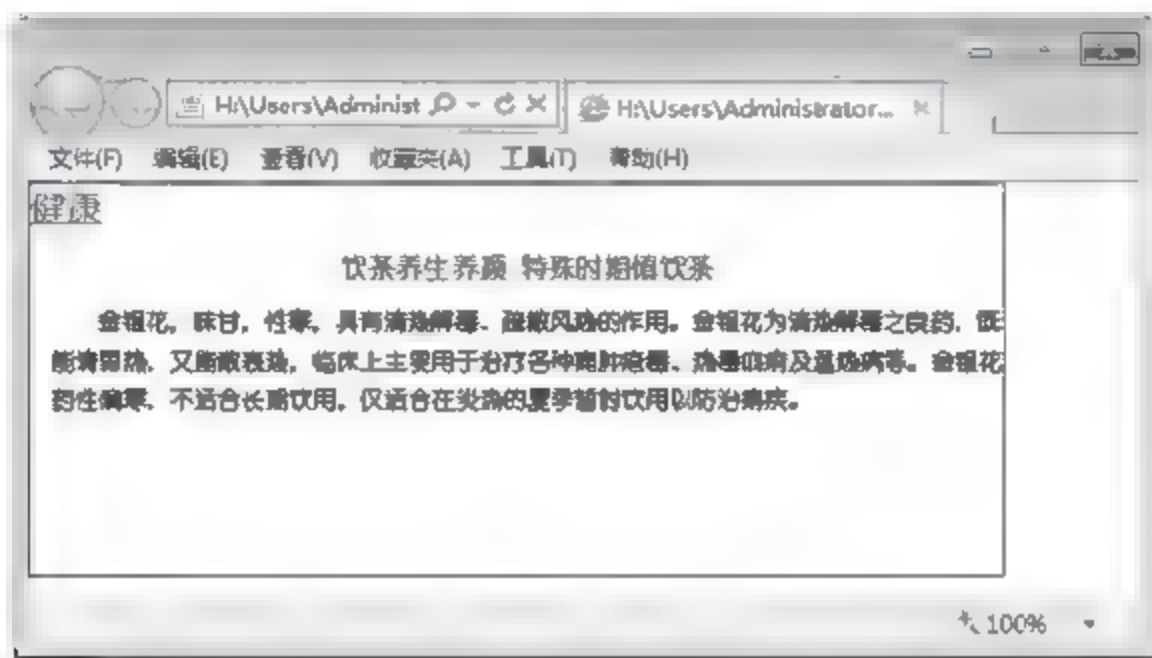 H:\Users\Administ
H:\Users\Administrator...
文件(F) 编辑(E) 查看(V) 收藏夹(A) 工具(T) 帮助(H)
健康
饮茶养生养颜 特殊时期慎饮茶
金银花，味甘，性寒，具有清热解毒、疏散风热的作用。金银花为清热解毒之良药，既
能清里热，又能散表热，临床上主要用于治疗各种痈肿疮毒、热毒血痢及温热病等。金银花
药性偏寒，不适合长期饮用，仅适合在炎热的夏季暂时饮用以防治痢疾。
100%